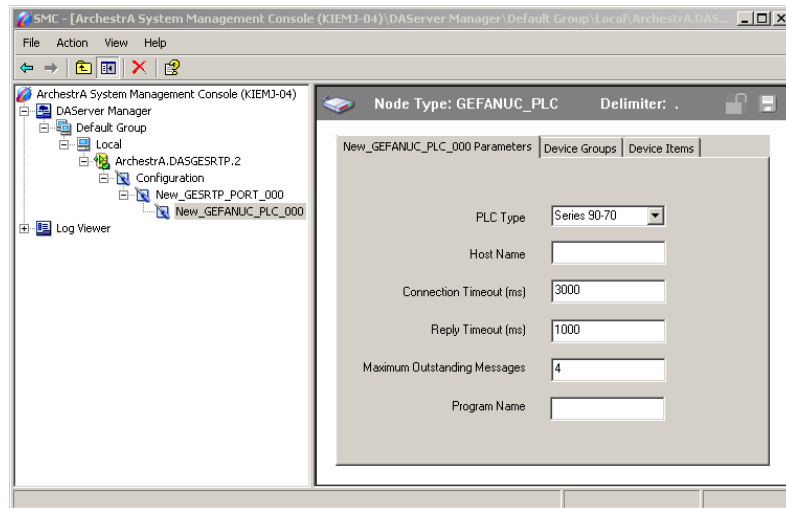 SMC - [ArchestrA System Management Console (KIEMJ-04)\DAServer Manager\Default Group\Local\ArchestrA.DAS...
File Action View Help
ArchestrA System Management Console (KIEMJ-04)
DAServer Manager
Default Group
Local
ArchestrA.DASGESRTP.2
Configuration
New_GESRTP_PORT_000
New_GEFANUC_PLC_000
Log Viewer
Node Type: GEFANUC_PLC Delimiter: .
New_GEFANUC_PLC_000 Parameters Device Groups Device Items
PLC Type Series 90-70
Host Name
Connection Timeout (ms) 3000
Reply Timeout (ms) 1000
Maximum Outstanding Messages 4
Program Name